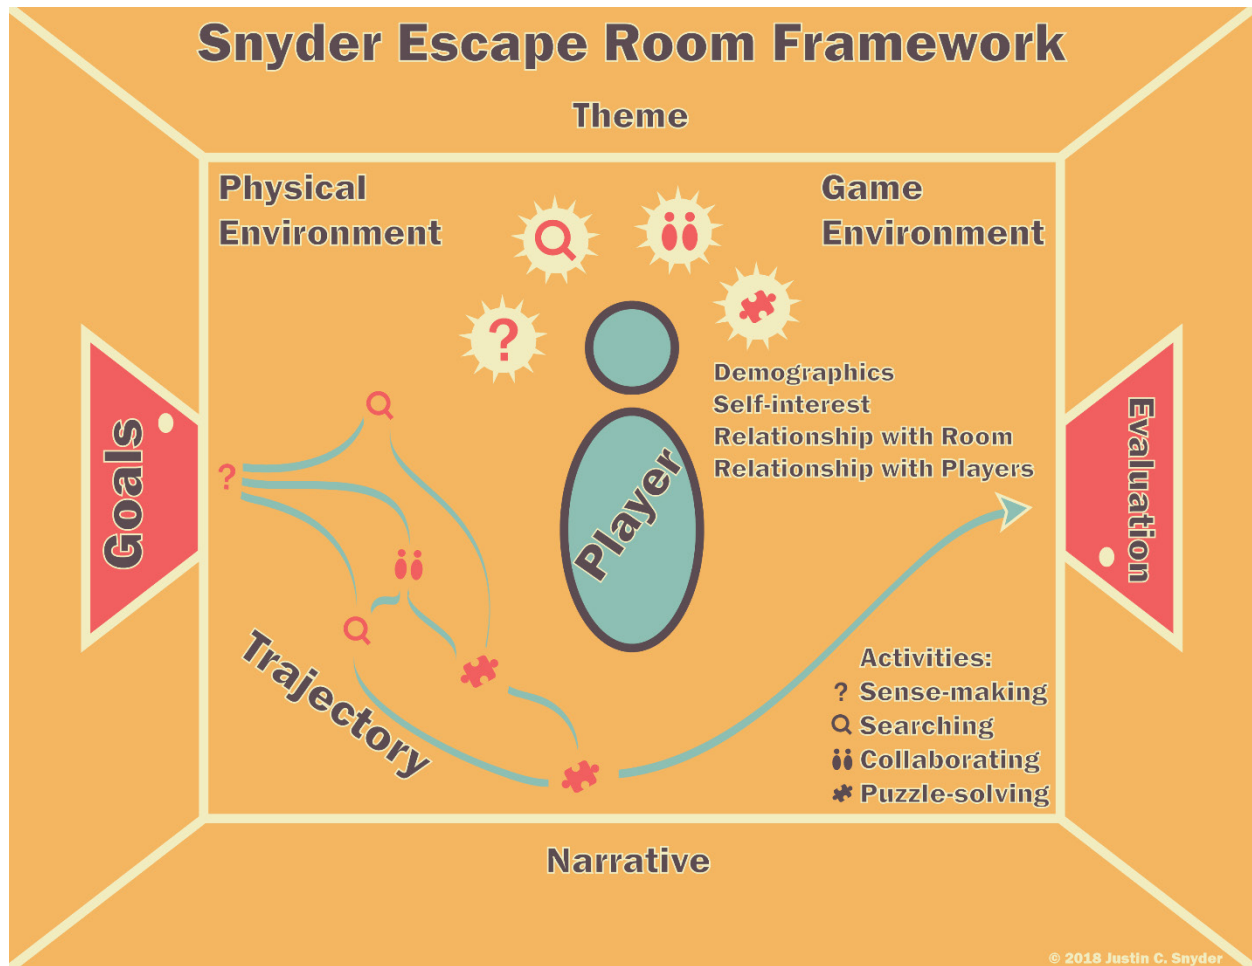 Snyder Escape Room Framework
Theme
Physical
Environment
Game
Environment
?
Demographics
Self-interest
Relationship with Room
Relationship with Players
Goals
?
Player
Evaluation
Trajectory
Activities:
? Sense-making
Searching
Collaborating
Puzzle-solving
Narrative
© 2018 Justin C. Snyder